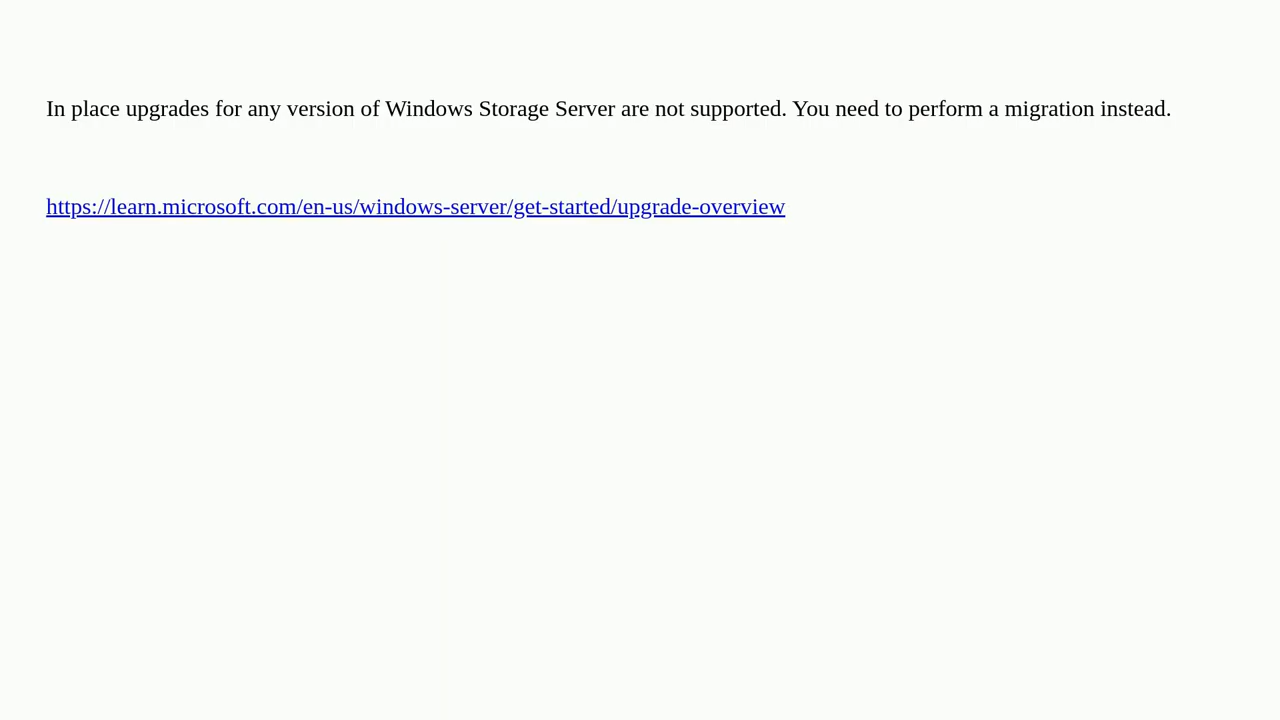 In place upgrades for any version of Windows Storage Server are not supported. You need to perform a migration instead.
https://learn.microsoft.com/en-us/windows-server/get-started/upgrade-overview